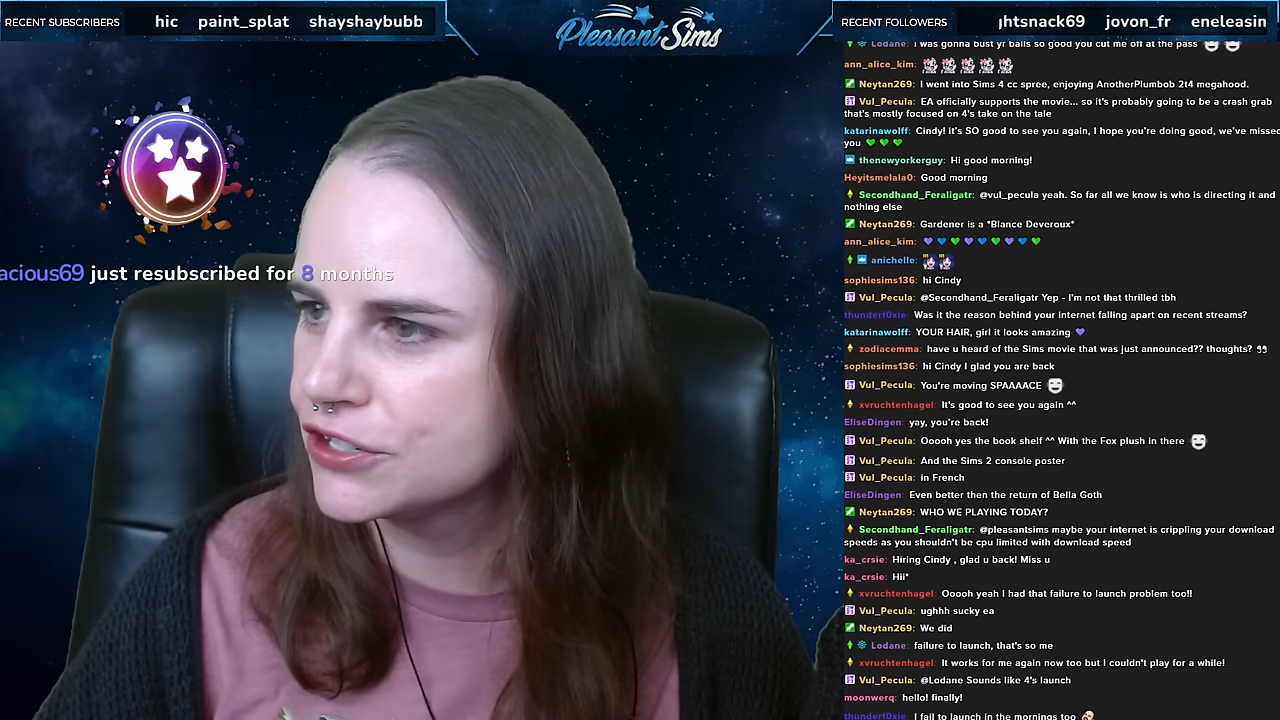 RECENT SUBSCRIBERS hic paint_splat shayshaybubb
PleasantSims
RECENT FOLLOWERS jhtsnack69 jovon_fr eneleasin
acious69 just resubscribed for 8 months
Lodane: I was gonna bust yr balls so good you cut me off at the pass
ann_alice_kim:
Neytan269: I went into Sims 4 cc spree, enjoying AnotherPlumbob 2t4 megahood.
Vul_Pecula: EA officially supports the movie... so it's probably going to be a crash grab
that's mostly focused on 4's take on the tale
katarinawolff: Cindy! it's SO good to see you again, I hope you're doing good, we've missed
you
thenewyorkerguy: Hi good morning!
Heyitsmelala0: Good morning
Secondhand_Feraligatr: @vul_pecula yeah. So far all we know is who is directing it and
nothing else
Neytan269: Gardener is a *Blance Deveroux*
ann_alice_kim:
anichelle:
sophiesims136: hi Cindy
Vul_Pecula: @Secondhand_Feraligatr Yep - I'm not that thrilled tbh
thunderf0xie: Was it the reason behind your internet falling apart on recent streams?
katarinawolff: YOUR HAIR, girl it looks amazing
zodiacemma: have u heard of the Sims movie that was just announced?? thoughts?
sophiesims136: hi Cindy I glad you are back
Vul_Pecula: You're moving SPAAAACE
xvruchtenhagel: It's good to see you again ^^
EliseDingen: yay, you're back!
Vul_Pecula: Ooooh yes the book shelf ^^ With the Fox plush in there
Vul_Pecula: And the Sims 2 console poster
Vul_Pecula: in French
EliseDingen: Even better then the return of Bella Goth
Neytan269: WHO WE PLAYING TODAY?
Secondhand_Feraligatr: @pleasantsims maybe your internet is crippling your download
speeds as you shouldn't be cpu limited with download speed
ka_crsie: Hiring Cindy , glad u back! Miss u
ka_crsie: Hii*
xvruchtenhagel: Ooooh yeah I had that failure to launch problem too!!
Vul_Pecula: ughhh sucky ea
Neytan269: We did
Lodane: failure to launch, that's so me
xvruchtenhagel: It works for me again now too but I couldn't play for a while!
Vul_Pecula: @Lodane Sounds like 4's launch
moonwerq: hello! finally!
thunderf0xie: I fail to launch in the mornings too